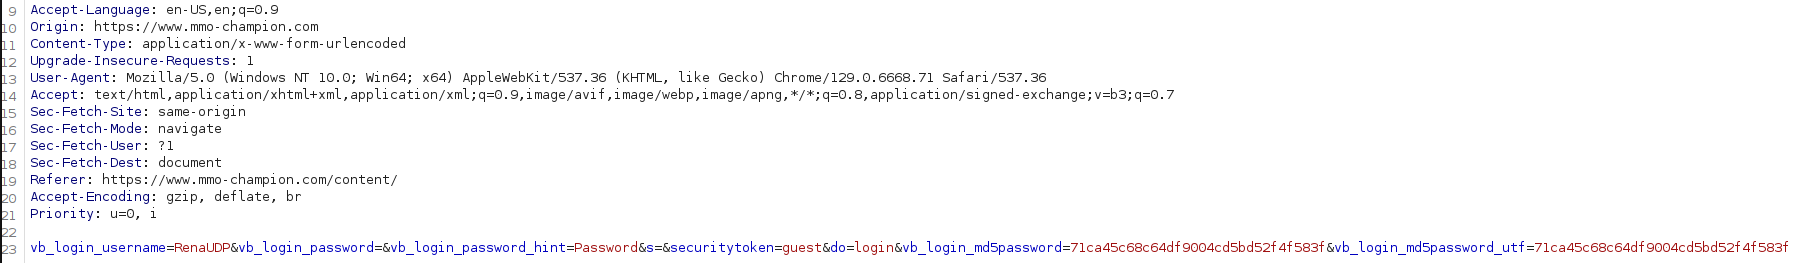 9 Accept-Language: en-US,en;q=0.9
10 Origin: https://www.mmo-champion.com
11 Content-Type: application/x-www-form-urlencoded
12 Upgrade-Insecure-Requests: 1
13 User-Agent: Mozilla/5.0 (Windows NT 10.0; Win64; x64) AppleWebKit/537.36 (KHTML, like Gecko) Chrome/129.0.6668.71 Safari/537.36
14 Accept: text/html,application/xhtml+xml,application/xml;q=0.9,image/avif,image/webp,image/apng,*/*;q=0.8,application/signed-exchange;v=b3;q=0.7
15 Sec-Fetch-Site: same-origin
16 Sec-Fetch-Mode: navigate
17 Sec-Fetch-User: ?1
18 Sec-Fetch-Dest: document
19 Referer: https://www.mmo-champion.com/content/
20 Accept-Encoding: gzip, deflate, br
21 Priority: u=0, i
22
23 vb_login_username=RenaUDP&vb_login_password=&vb_login_password_hint=Password&s=&securitytoken=guest&do=login&vb_login_md5password=71ca45c68c64df9004cd5bd52f4f583f&vb_login_md5password_utf=71ca45c68c64df9004cd5bd52f4f583f